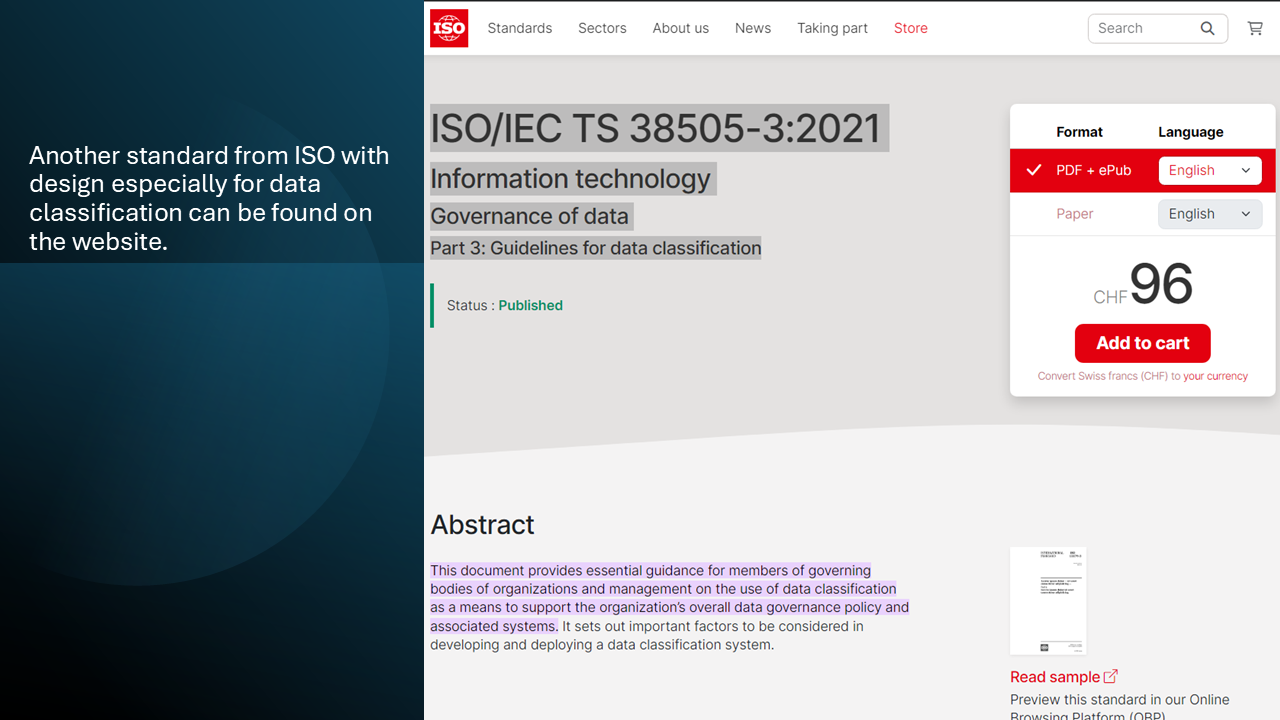 Another standard from ISO with
design especially for data
classification can be found on
the website.
ISO
Standards
Sectors
About us
News
Taking part
Store
Search
ISO/IEC TS 38505-3:2021
Information technology
Governance of data
Part 3: Guidelines for data classification
Status : Published
Format
Language
PDF + ePub
English
Paper
English
CHF96
Add to cart
Convert Swiss francs (CHF) to your currency
Abstract
This document provides essential guidance for members of governing
bodies of organizations and management on the use of data classification
as a means to support the organization's overall data governance policy and
associated systems. It sets out important factors to be considered in
developing and deploying a data classification system.
Read sample
Preview this standard in our Online
Browsing Platform (OBP)